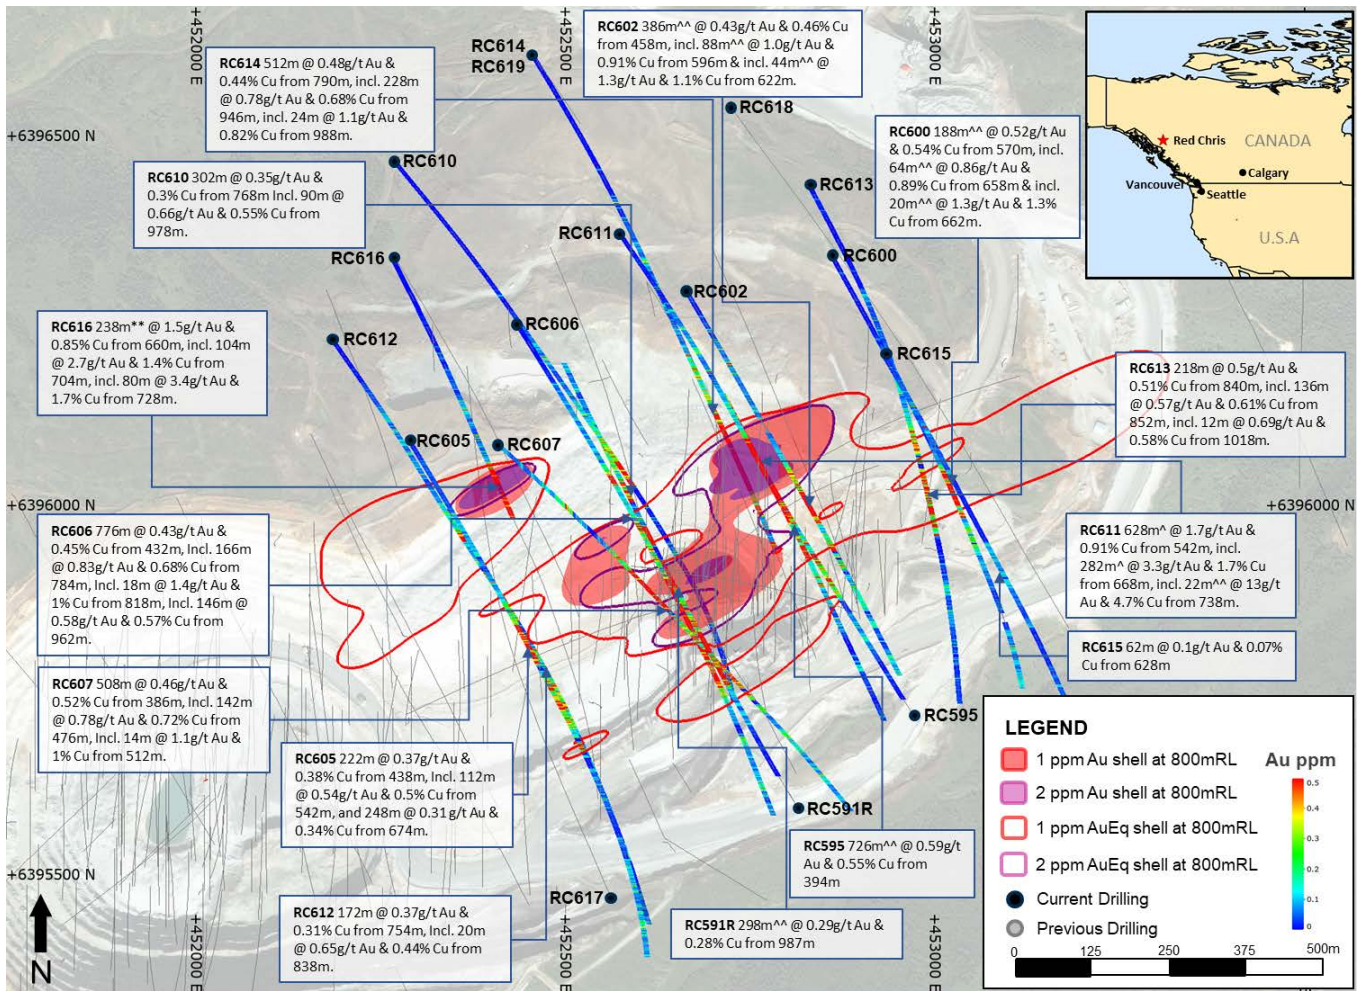 +452000 E
+452500 E
+453000 E
RC602 386m^^ @ 0.43g/t Au & 0.46% Cu
from 458m, incl. 88m^^ @ 1.0g/t Au &
0.91% Cu from 596m & incl. 44m^^ @
1.3g/t Au & 1.1% Cu from 622m.
RC614
RC619
RC614 512m @ 0.48g/t Au &
0.44% Cu from 790m, incl. 228m
@ 0.78g/t Au & 0.68% Cu from
946m, incl. 24m @ 1.1g/t Au &
0.82% Cu from 988m.
RC618
+6396500 N
RC600 188m^^ @ 0.52g/t Au
& 0.54% Cu from 570m, incl.
64m^^ @ 0.86g/t Au &
0.89% Cu from 658m & incl.
20m^^ @ 1.3g/t Au & 1.3%
Cu from 662m.
Red Chris
CANADA
Calgary
Vancouver
Seattle
U.S.A
RC610
RC610 302m @ 0.35g/t Au &
0.3% Cu from 768m Incl. 90m @
0.66g/t Au & 0.55% Cu from
978m.
RC613
RC611
RC616
RC600
RC602
RC616 238m** @ 1.5g/t Au &
0.85% Cu from 660m, incl. 104m
@ 2.7g/t Au & 1.4% Cu from
704m, incl. 80m @ 3.4g/t Au &
1.7% Cu from 728m.
RC612
RC606
RC615
RC613 218m @ 0.5g/t Au &
0.51% Cu from 840m, incl. 136m
@ 0.57g/t Au & 0.61% Cu from
852m, incl. 12m @ 0.69g/t Au &
0.58% Cu from 1018m.
RC605
RC607
+6396000 N
+6396000 N
RC606 776m @ 0.43g/t Au &
0.45% Cu from 432m, Incl. 166m
@ 0.83g/t Au & 0.68% Cu from
784m, Incl. 18m @ 1.4g/t Au &
1% Cu from 818m, Incl. 146m @
0.58g/t Au & 0.57% Cu from
962m.
RC611 628m^ @ 1.7g/t Au &
0.91% Cu from 542m, incl.
282m^ @ 3.3g/t Au & 1.7% Cu
from 668m, incl. 22m^^ @ 13g/t
Au & 4.7% Cu from 738m.
RC615 62m @ 0.1g/t Au & 0.07%
Cu from 628m
RC607 508m @ 0.46g/t Au &
0.52% Cu from 386m, Incl. 142m
@ 0.78g/t Au & 0.72% Cu from
476m, Incl. 14m @ 1.1g/t Au &
1% Cu from 512m.
RC595
RC605 222m @ 0.37g/t Au &
0.38% Cu from 438m, Incl. 112m
@ 0.54g/t Au & 0.5% Cu from
542m, and 248m @ 0.31g/t Au &
0.34% Cu from 674m.
RC591R
RC595 726m^^ @ 0.59g/t
Au & 0.55% Cu from
394m
+6395500 N
RC617
RC612 172m @ 0.37g/t Au &
0.31% Cu from 754m, Incl. 20m
@ 0.65g/t Au & 0.44% Cu from
838m.
RC591R 298m^^ @ 0.29g/t Au &
0.28% Cu from 987m
N
+452000 E
+452500 E
+453000 E
LEGEND
1 ppm Au shell at 800mRL
2 ppm Au shell at 800mRL
1 ppm AuEq shell at 800mRL
2 ppm AuEq shell at 800mRL
Current Drilling
Previous Drilling
Au ppm
0.5
0.4
0.3
0.2
0.1
0
0 125 250 375 500m